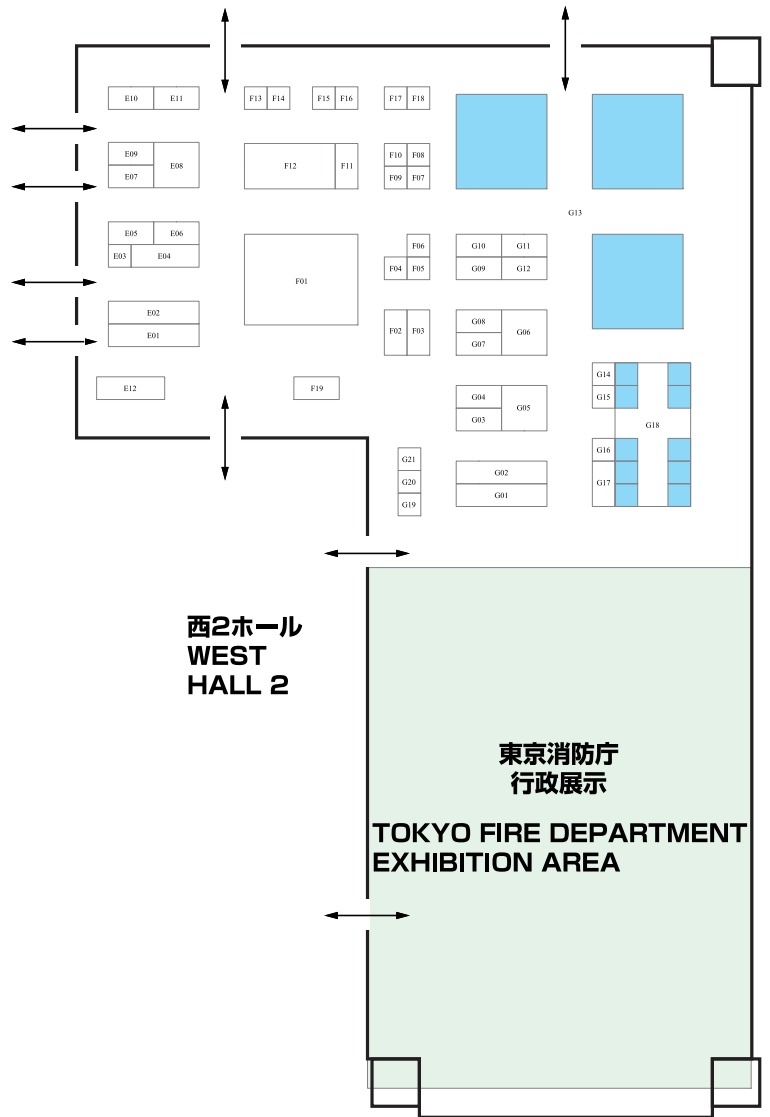 E10 E11 F13 F14 F15 F16 F17 F18
E09 E08 F12 F11 F10 F08
E07 F09 F07
G13
E05 E06 F06 G10 G11
E03 E04 F01 F04 F05 G09 G12
E02 F02 F03 G08 G06
E01 G07
E12 F19 G14
G04 G05 G15
G03 G18
G21 G02 G16
G20 G01 G17
G19
西2ホール
WEST
HALL 2
東京消防庁
行政展示
TOKYO FIRE DEPARTMENT
EXHIBITION AREA